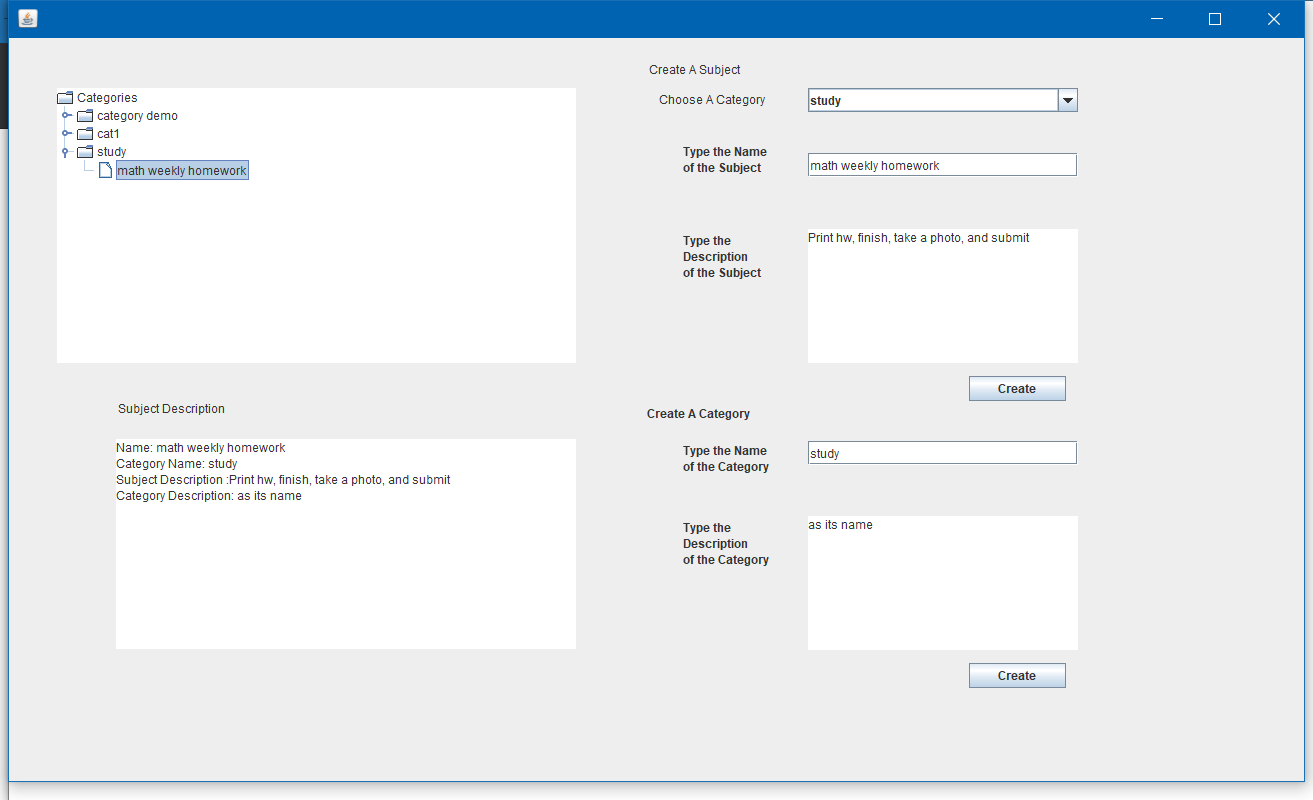 Categories
category demo
cat1
study
math weekly homework
Subject Description
Name: math weekly homework
Category Name: study
Subject Description :Print hw, finish, take a photo, and submit
Category Description: as its name
Create A Subject
Choose A Category
study
Type the Name
of the Subject
math weekly homework
Type the
Description
of the Subject
Print hw, finish, take a photo, and submit
Create
Create A Category
Type the Name
of the Category
study
Type the
Description
of the Category
as its name
Create